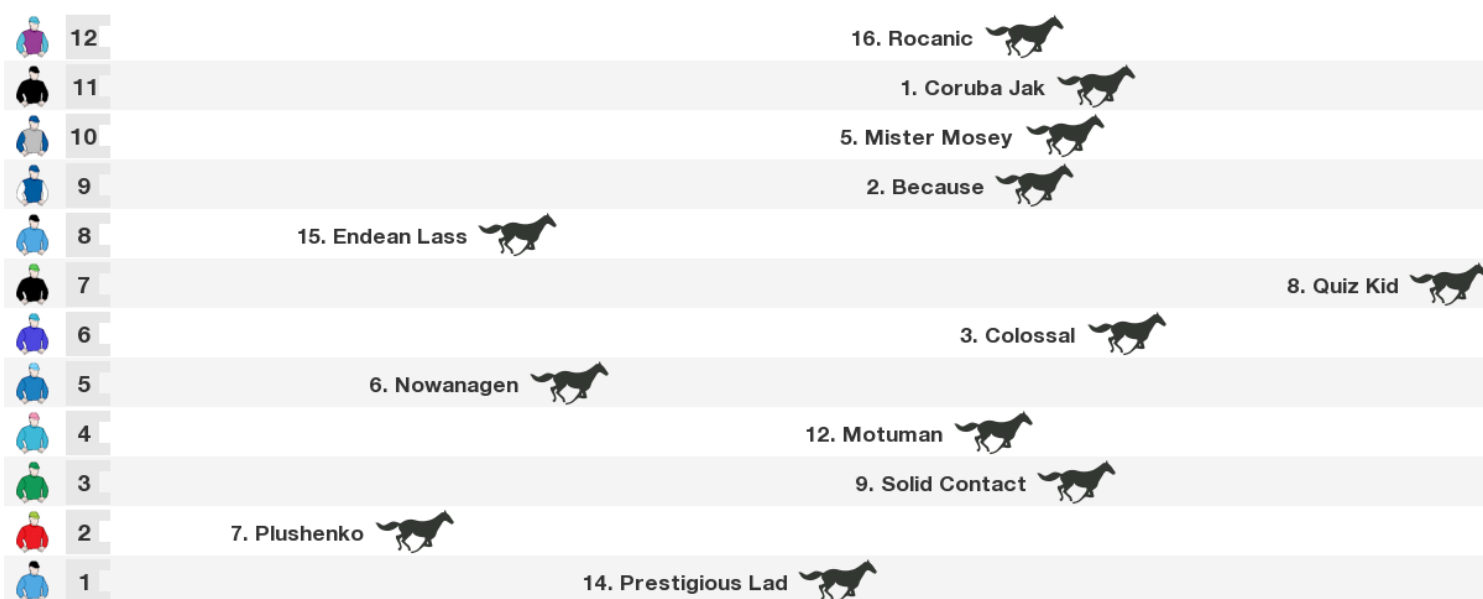 12 16. Rocanic
11 1. Coruba Jak
10 5. Mister Mosey
9 2. Because
8 15. Endean Lass
7 8. Quiz Kid
6 3. Colossal
5 6. Nowanagen
4 12. Motuman
3 9. Solid Contact
2 7. Plushenko
1 14. Prestigious Lad